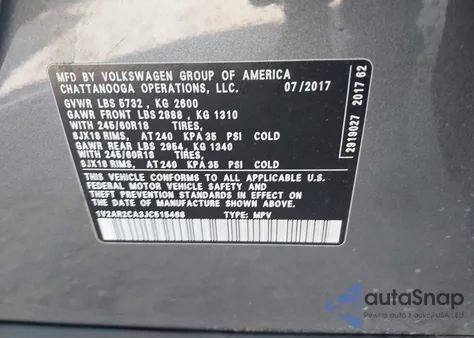 MFD BY VOLKSWAGEN GROUP OF AMERICA
CHATTANOOGA OPERATIONS, LLC. 07/2017
GVWR LBS 5732 , KG 2600
GAWR FRONT LBS 2888 , KG 1310
WITH 245/60R18 TIRES,
8JX18 RIMS, AT 240 KPA 35 PSI COLD
GAWR REAR LBS 2954, KG 1340
WITH 245/60R18 TIRES,
8JX18 RIMS, AT 240 KPA 35 PSI COLD
THIS VEHICLE CONFORMS TO ALL APPLICABLE U.S.
FEDERAL MOTOR VEHICLE SAFETY AND
THEFT PREVENTION STANDARDS IN EFFECT ON
THE DATE OF MANUFACTURE SHOWN ABOVE.
1V2AR2CA3JC515466 TYPE: MPV
2919027 2017 62
autoSnap